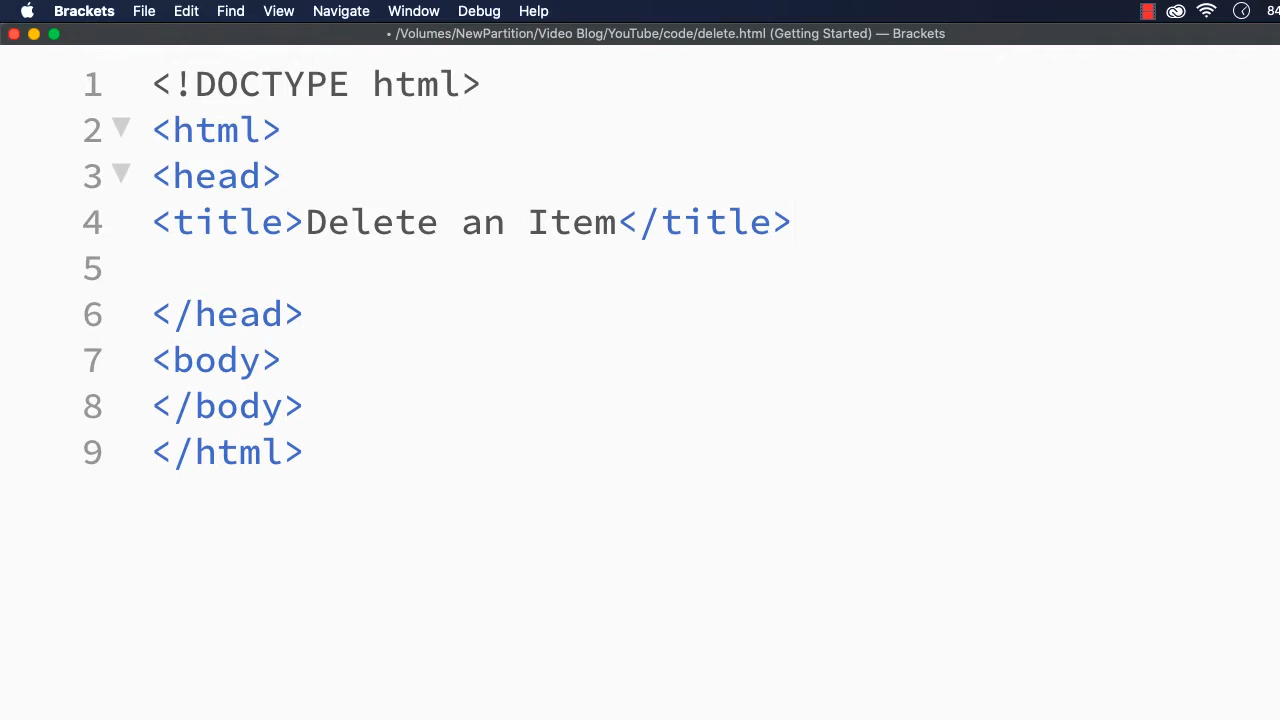 Brackets File Edit Find View Navigate Window Debug Help 84
• /Volumes/NewPartition/Video Blog/YouTube/code/delete.html (Getting Started) — Brackets
1 <!DOCTYPE html>
2 <html>
3 <head>
4 <title>Delete an Item</title>
5
6 </head>
7 <body>
8 </body>
9 </html>